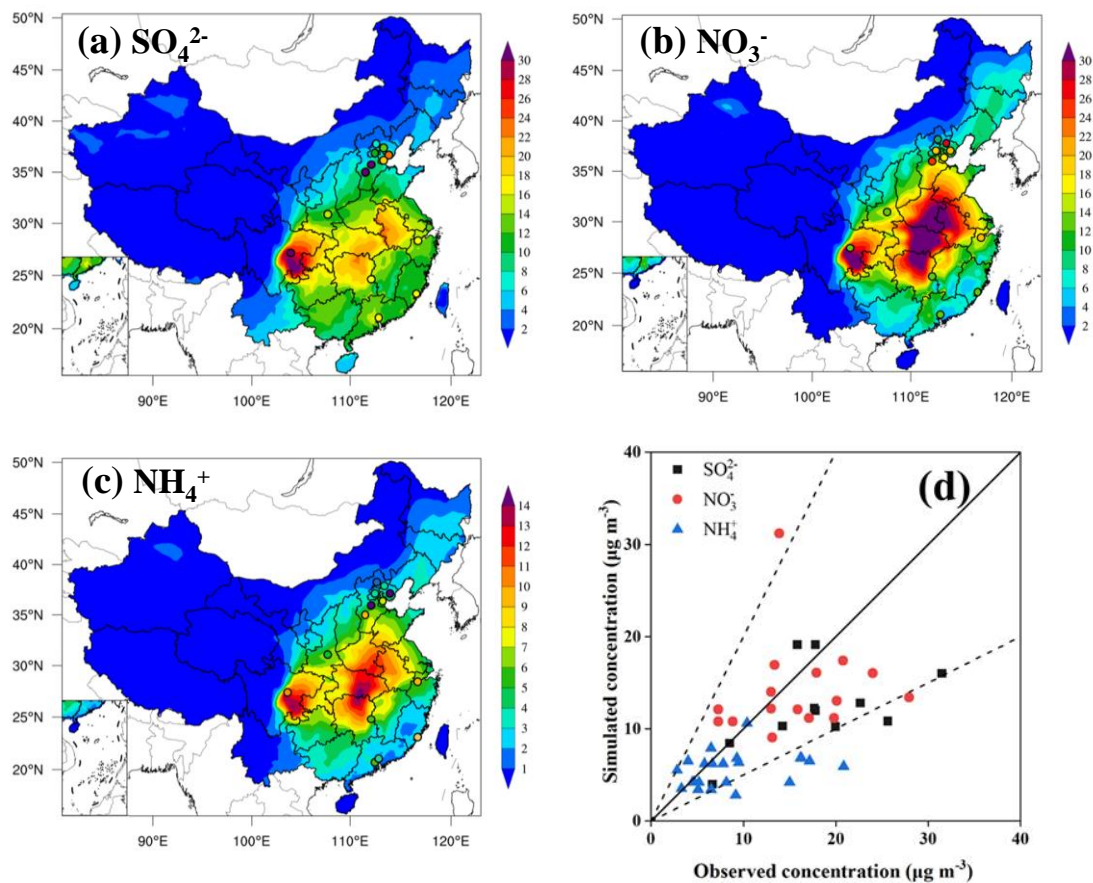 (a) SO₄²⁻
50°N
45°N
40°N
35°N
30°N
25°N
20°N
90°E 100°E 110°E 120°E
30
28
26
24
22
20
18
16
14
12
10
8
6
4
2
(b) NO₃⁻
50°N
45°N
40°N
35°N
30°N
25°N
20°N
90°E 100°E 110°E 120°E
30
28
26
24
22
20
18
16
14
12
10
8
6
4
2
(c) NH₄⁺
50°N
45°N
40°N
35°N
30°N
25°N
20°N
90°E 100°E 110°E 120°E
14
13
12
11
10
9
8
7
6
5
4
3
2
1
(d)
SO₄²⁻
NO₃⁻
NH₄⁺
Simulated concentration (μg m⁻³)
40
30
20
10
0
0 10 20 30 40
Observed concentration (μg m⁻³)